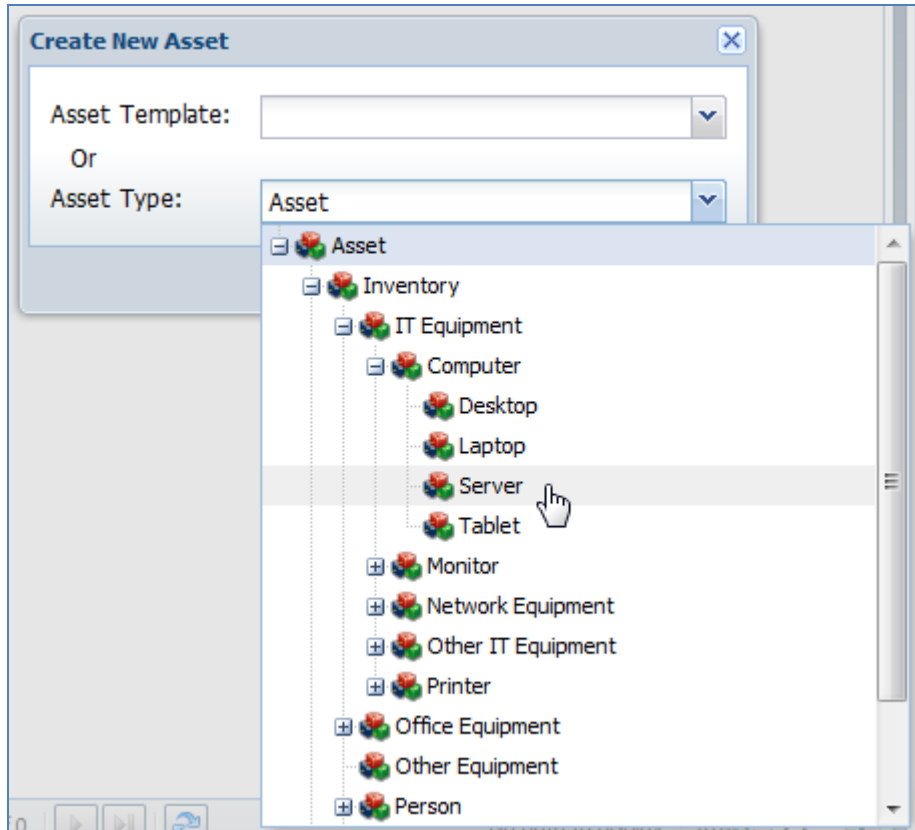 Create New Asset
Asset Template:
Or
Asset Type:
Asset
Asset
Inventory
IT Equipment
Computer
Desktop
Laptop
Server
Tablet
Monitor
Network Equipment
Other IT Equipment
Printer
Office Equipment
Other Equipment
Person